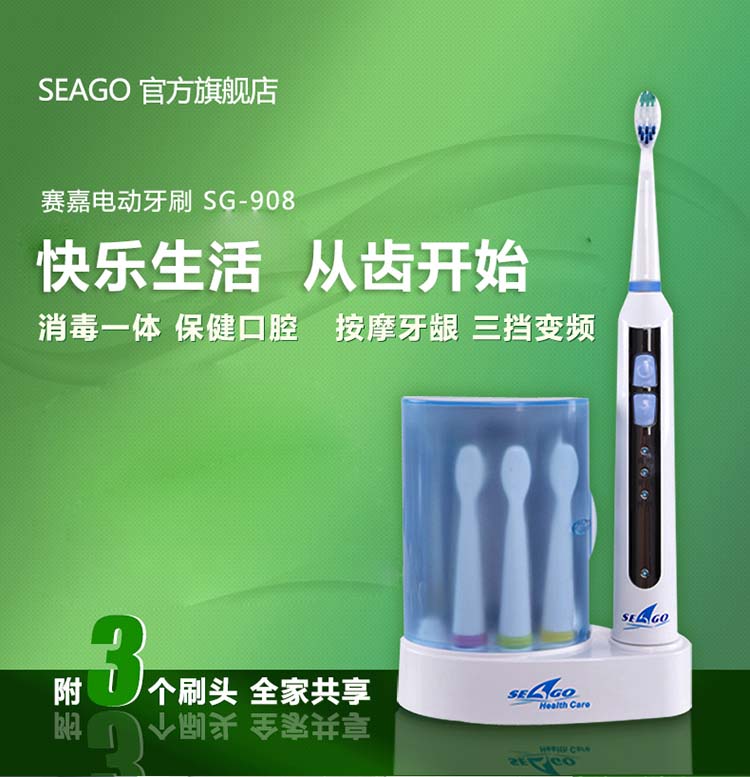 SEAGO 官方旗舰店
赛嘉电动牙刷 SG-908
快乐生活 从齿开始
消毒一体 保健口腔 按摩牙龈 三挡变频
SEAGO
附3个刷头 全家共享
SEAGO
Health Care